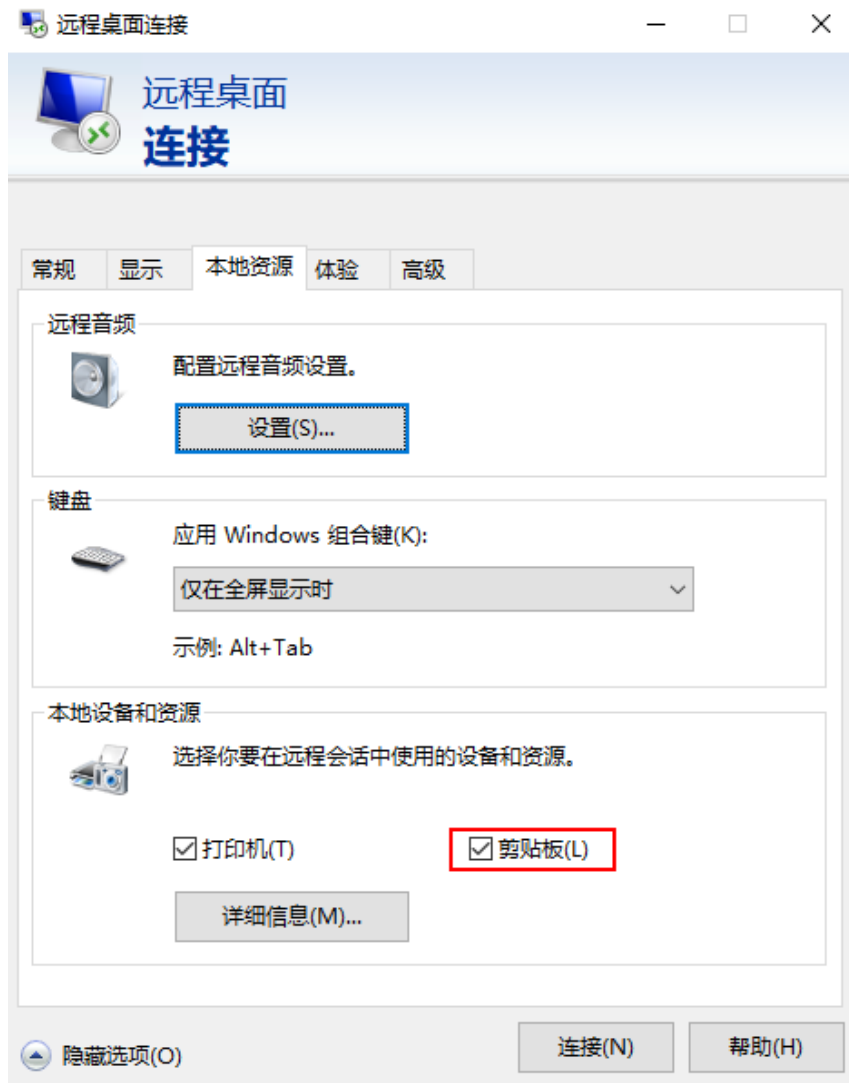 远程桌面连接
远程桌面
连接
常规 显示 本地资源 体验 高级
远程音频
配置远程音频设置。
设置(S)...
键盘
应用 Windows 组合键(K):
仅在全屏显示时
示例: Alt+Tab
本地设备和资源
选择你要在远程会话中使用的设备和资源。
打印机(T) 剪贴板(L)
详细信息(M)...
隐藏选项(O) 连接(N) 帮助(H)